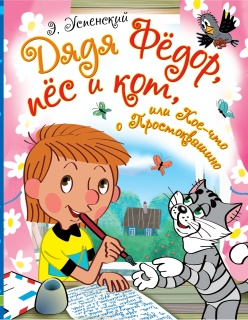 Э. Успенский
Дядя Фёдор,
пёс и кот,
или Кое-что
о Простоквашино